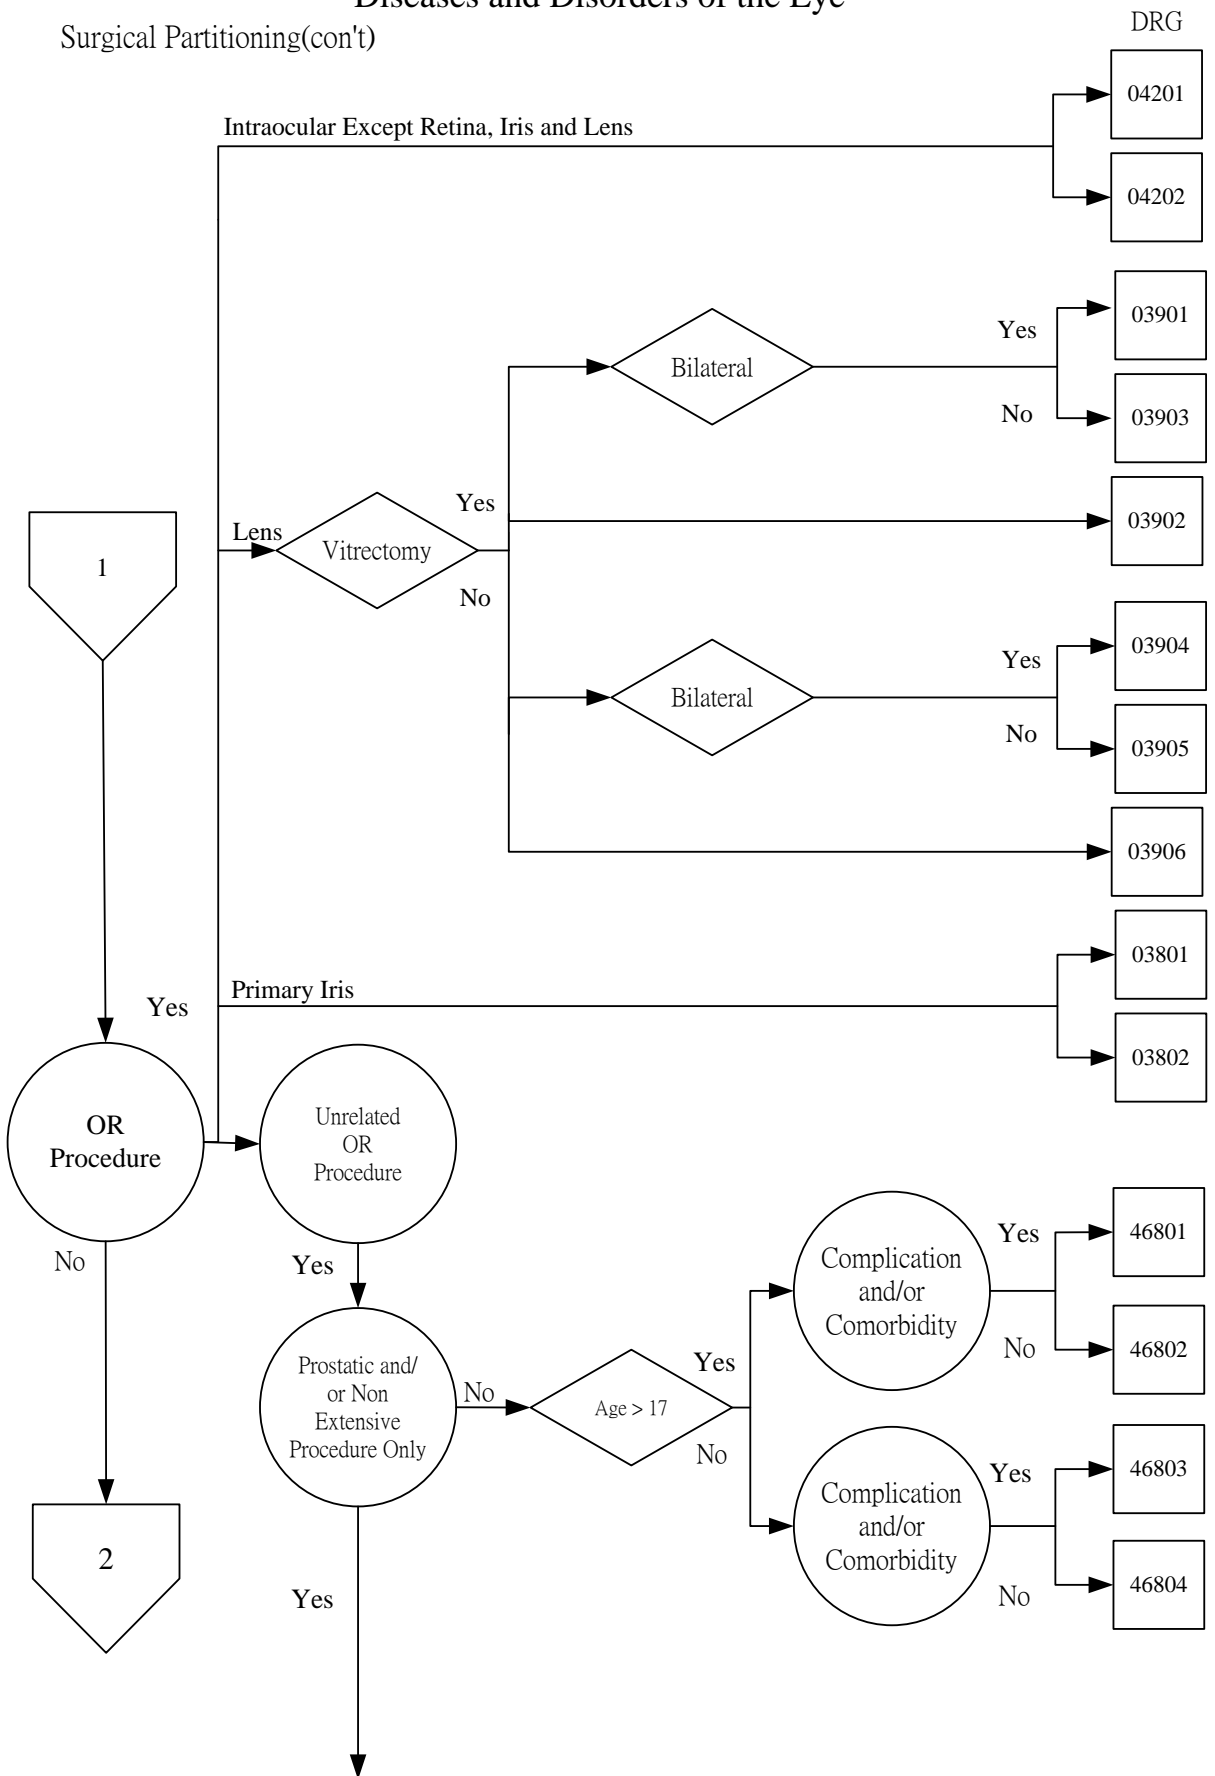 Diseases and Disorders of the Eye
Surgical Partitioning(con't)
DRG
04201
Intraocular Except Retina, Iris and Lens
04202
03901
Yes
Bilateral
No
03903
Yes
03902
Lens
Vitrectomy
1
No
03904
Yes
Bilateral
No
03905
03906
03801
Primary Iris
Yes
03802
OR
Procedure
Unrelated
OR
Procedure
No
Yes
46801
Yes
Complication
and/or
Comorbidity
No
46802
Prostatic and/
or Non
Extensive
Procedure Only
No
Age > 17
Yes
No
46803
Yes
Complication
and/or
Comorbidity
No
46804
2
Yes